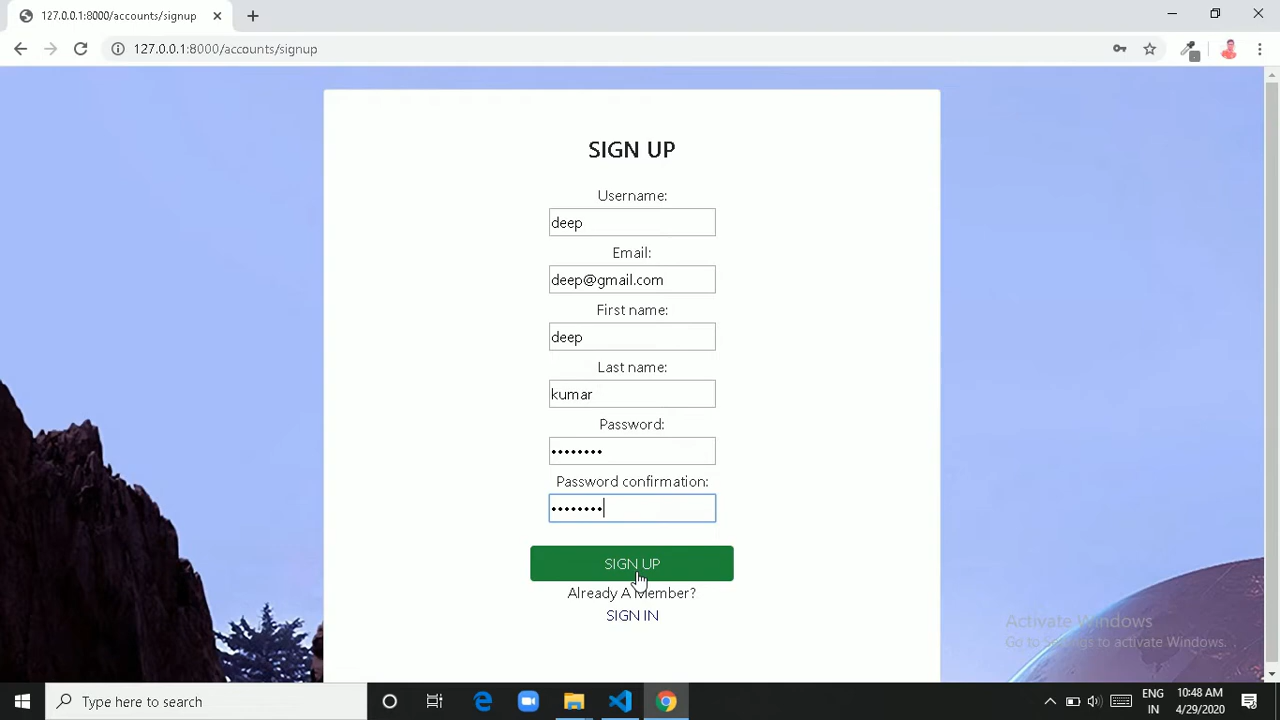 127.0.0.1:8000/accounts/signup
127.0.0.1:8000/accounts/signup
SIGN UP
Username:
deep
Email:
deep@gmail.com
First name:
deep
Last name:
kumar
Password:
••••••••
Password confirmation:
••••••••
SIGN UP
Already A Member?
SIGN IN
Activate Windows
Go to Settings to activate Windows.
Type here to search
ENG
IN
10:48 AM
4/29/2020